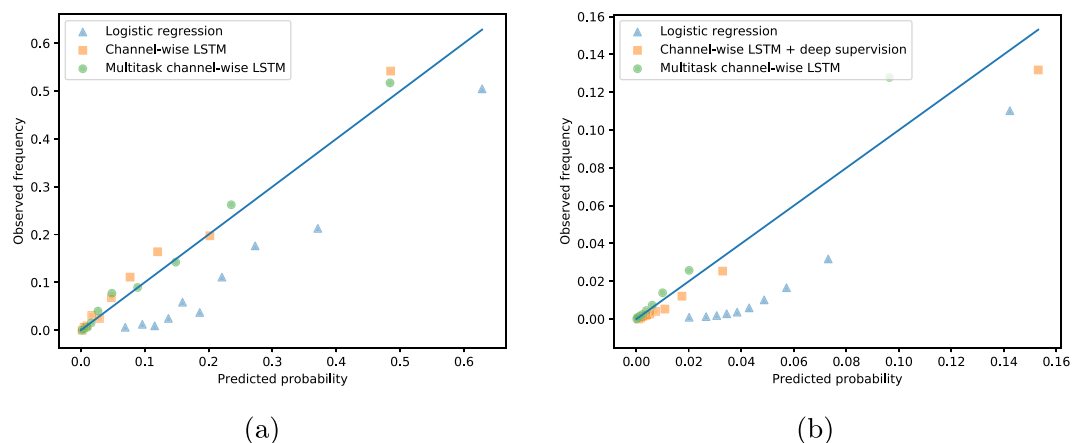 Logistic regression
Channel-wise LSTM
Multitask channel-wise LSTM
Observed frequency
0.6
0.5
0.4
0.3
0.2
0.1
0.0
0.0 0.1 0.2 0.3 0.4 0.5 0.6
Predicted probability
(a)
Logistic regression
Channel-wise LSTM + deep supervision
Multitask channel-wise LSTM
Observed frequency
0.16
0.14
0.12
0.10
0.08
0.06
0.04
0.02
0.00
0.00 0.02 0.04 0.06 0.08 0.10 0.12 0.14 0.16
Predicted probability
(b)